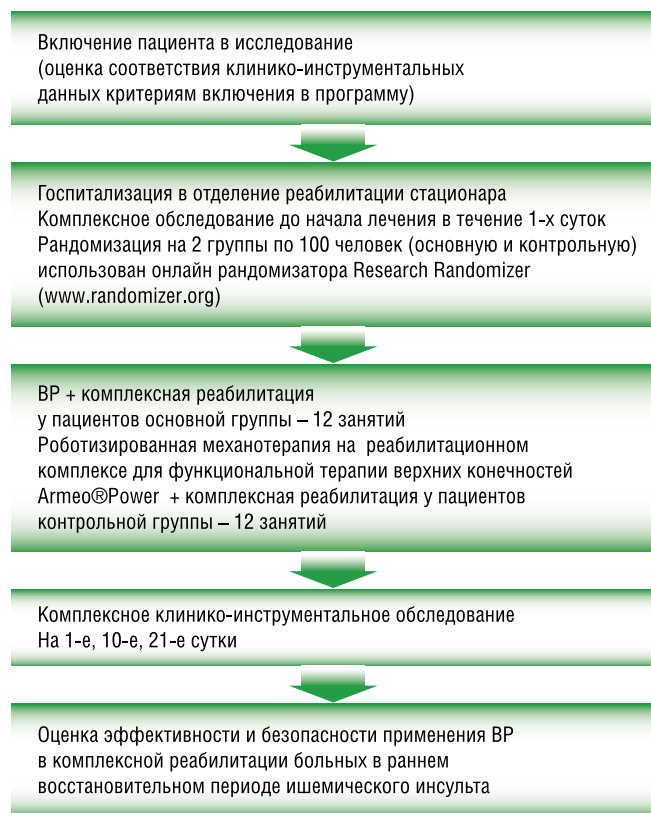 Включение пациента в исследование
(оценка соответствия клинико-инструментальных
данных критериям включения в программу)
Госпитализация в отделение реабилитации стационара
Комплексное обследование до начала лечения в течение 1-х суток
Рандомизация на 2 группы по 100 человек (основную и контрольную)
использован онлайн рандомизатора Research Randomizer
(www.randomizer.org)
ВР + комплексная реабилитация
у пациентов основной группы – 12 занятий
Роботизированная механотерапия на реабилитационном
комплексе для функциональной терапии верхних конечностей
Armeo®Power + комплексная реабилитация у пациентов
контрольной группы – 12 занятий
Комплексное клинико-инструментальное обследование
На 1-е, 10-е, 21-е сутки
Оценка эффективности и безопасности применения ВР
в комплексной реабилитации больных в раннем
восстановительном периоде ишемического инсульта